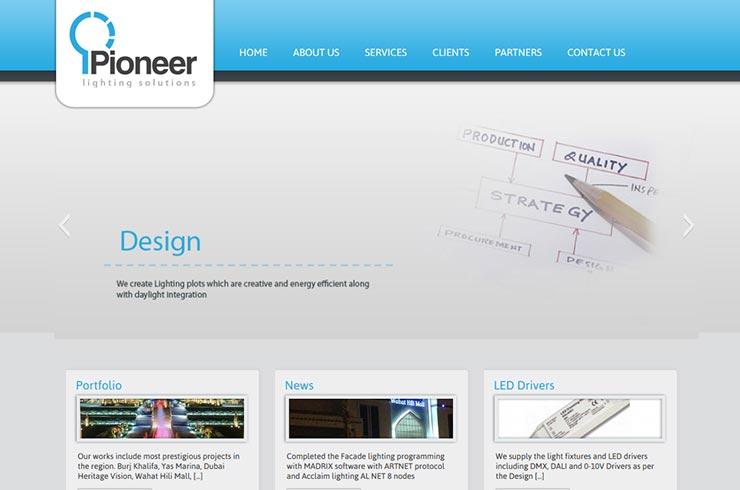 Pioneer
lighting solutions
HOME
ABOUT US
SERVICES
CLIENTS
PARTNERS
CONTACT US
PRODUCTION
QUALITY
INSPE
STRATEGY
PROCUREMENT
DESIGN
Design
We create Lighting plots which are creative and energy efficient along
with daylight integration
Portfolio
Our works include most prestigious projects in
the region. Burj Khalifa, Yas Marina, Dubai
Heritage Vision, Wahat Hili Mall, [...]
News
Wahat Hili Mall
Completed the Facade lighting programming
with MADRIX software with ARTNET protocol
and Acclaim lighting AL NET 8 nodes
LED Drivers
We supply the light fixtures and LED drivers
including DMX, DALI and 0-10V Drivers as per
the Design [...]